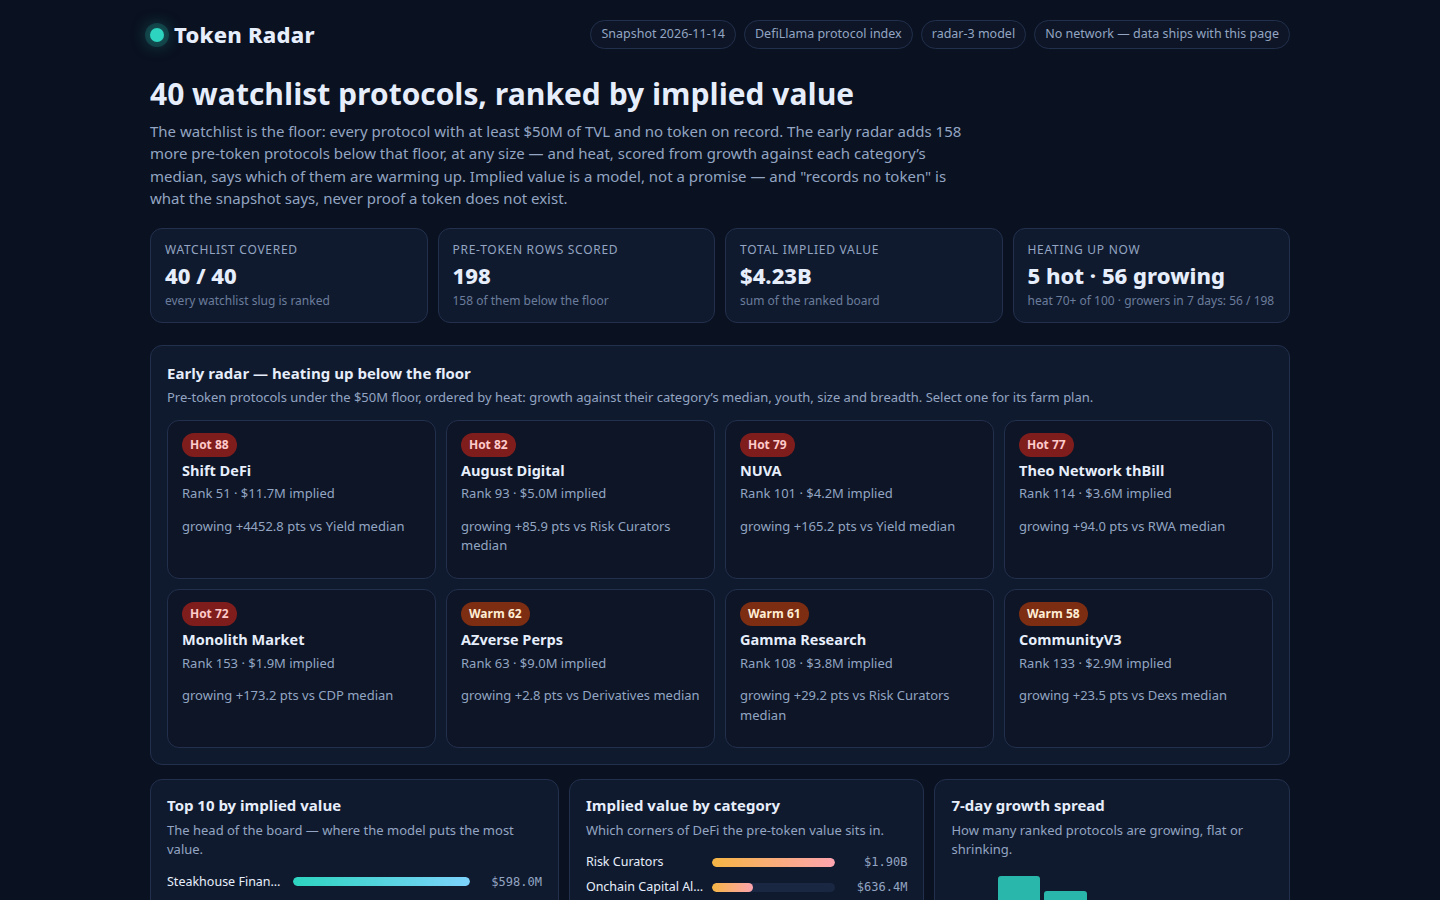 Token Radar
Snapshot 2026-11-14
DefiLlama protocol index
radar-3 model
No network — data ships with this page
40 watchlist protocols, ranked by implied value
The watchlist is the floor: every protocol with at least $50M of TVL and no token on record. The early radar adds 158
more pre-token protocols below that floor, at any size — and heat, scored from growth against each category’s
median, says which of them are warming up. Implied value is a model, not a promise — and "records no token" is
what the snapshot says, never proof a token does not exist.
WATCHLIST COVERED
40 / 40
every watchlist slug is ranked
PRE-TOKEN ROWS SCORED
198
158 of them below the floor
TOTAL IMPLIED VALUE
$4.23B
sum of the ranked board
HEATING UP NOW
5 hot · 56 growing
heat 70+ of 100 · growers in 7 days: 56 / 198
Early radar — heating up below the floor
Pre-token protocols under the $50M floor, ordered by heat: growth against their category’s median, youth, size and breadth. Select one for its farm plan.
Hot 88
Shift DeFi
Rank 51 · $11.7M implied
growing +4452.8 pts vs Yield median
Hot 82
August Digital
Rank 93 · $5.0M implied
growing +85.9 pts vs Risk Curators
median
Hot 79
NUVA
Rank 101 · $4.2M implied
growing +165.2 pts vs Yield median
Hot 77
Theo Network thBill
Rank 114 · $3.6M implied
growing +94.0 pts vs RWA median
Hot 72
Monolith Market
Rank 153 · $1.9M implied
growing +173.2 pts vs CDP median
Warm 62
AZverse Perps
Rank 63 · $9.0M implied
growing +2.8 pts vs Derivatives median
Warm 61
Gamma Research
Rank 108 · $3.8M implied
growing +29.2 pts vs Risk Curators
median
Warm 58
CommunityV3
Rank 133 · $2.9M implied
growing +23.5 pts vs Dexs median
Top 10 by implied value
The head of the board — where the model puts the most
value.
Steakhouse Finan... $598.0M
Implied value by category
Which corners of DeFi the pre-token value sits in.
Risk Curators $1.90B
Onchain Capital Al... $636.4M
7-day growth spread
How many ranked protocols are growing, flat or
shrinking.